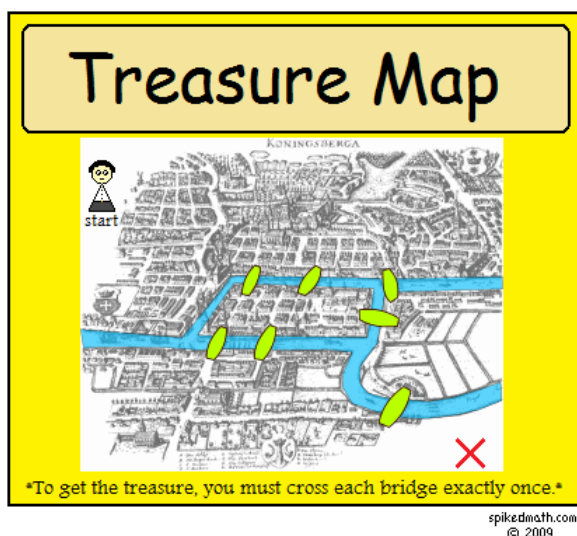 Treasure Map
KONINGSBERGA
start
*To get the treasure, you must cross each bridge exactly once.*
spikedmath.com
© 2009